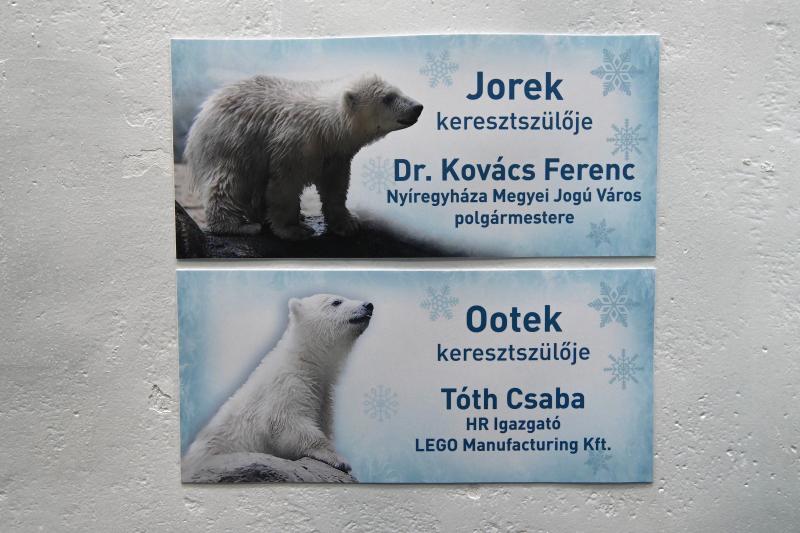 Jorek
keresztszülője
Dr. Kovács Ferenc
Nyíregyháza Megyei Jogú Város
polgármestere
Ootek
keresztszülője
Tóth Csaba
HR Igazgató
LEGO Manufacturing Kft.